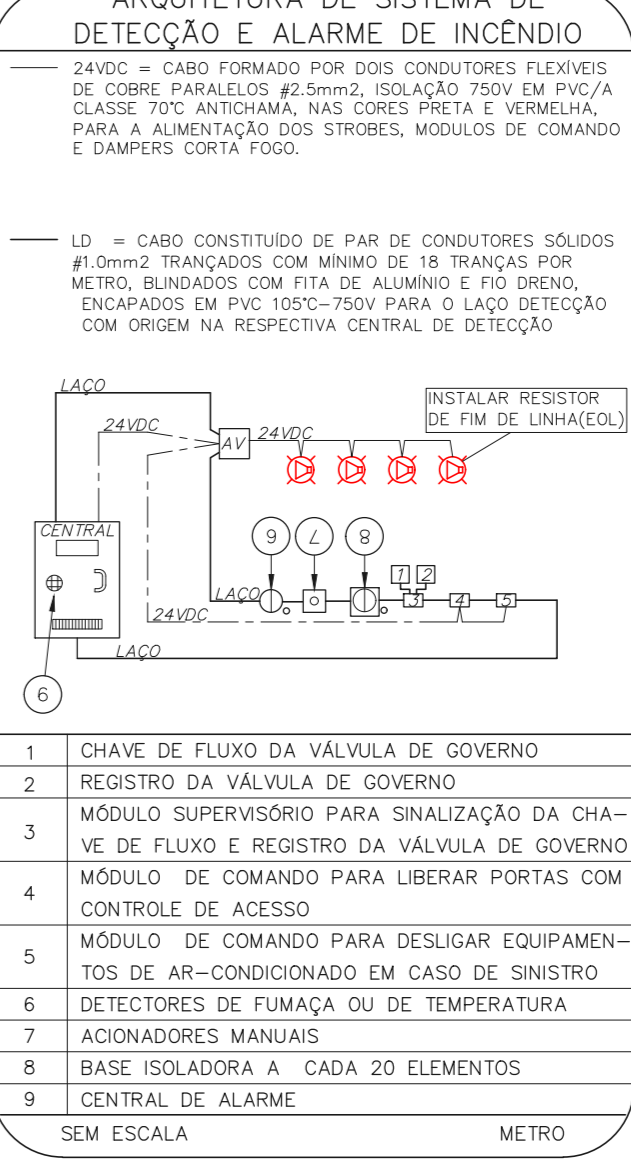 ARQUITETURA DE SISTEMA DE
DETECÇÃO E ALARME DE INCÊNDIO
24VDC = CABO FORMADO POR DOIS CONDUTORES FLEXÍVEIS
DE COBRE PARALELOS #2.5mm2, ISOLAÇÃO 750V EM PVC/A
CLASSE 70°C ANTICHAMA, NAS CORES PRETA E VERMELHA,
PARA A ALIMENTAÇÃO DOS STROBES, MODULOS DE COMANDO
E DAMPERS CORTA FOGO.
LD = CABO CONSTITUÍDO DE PAR DE CONDUTORES SÓLIDOS
#1.0mm2 TRANÇADOS COM MÍNIMO DE 18 TRANÇAS POR
METRO, BLINDADOS COM FITA DE ALUMÍNIO E FIO DRENO,
ENCAPADOS EM PVC 105°C-750V PARA O LAÇO DETECÇÃO
COM ORIGEM NA RESPECTIVA CENTRAL DE DETECÇÃO
LAÇO
INSTALAR RESISTOR
DE FIM DE LINHA(EOL)
24VDC
AV
24VDC
CENTRAL
6
7
8
1
2
LAÇO
3
4
5
24VDC
LAÇO
9
1 CHAVE DE FLUXO DA VÁLVULA DE GOVERNO
2 REGISTRO DA VÁLVULA DE GOVERNO
3 MÓDULO SUPERVISÓRIO PARA SINALIZAÇÃO DA CHA-
VE DE FLUXO E REGISTRO DA VÁLVULA DE GOVERNO
4 MÓDULO DE COMANDO PARA LIBERAR PORTAS COM
CONTROLE DE ACESSO
5 MÓDULO DE COMANDO PARA DESLIGAR EQUIPAMEN-
TOS DE AR-CONDICIONADO EM CASO DE SINISTRO
6 DETECTORES DE FUMAÇA OU DE TEMPERATURA
7 ACIONADORES MANUAIS
8 BASE ISOLADORA A CADA 20 ELEMENTOS
9 CENTRAL DE ALARME
SEM ESCALA METRO